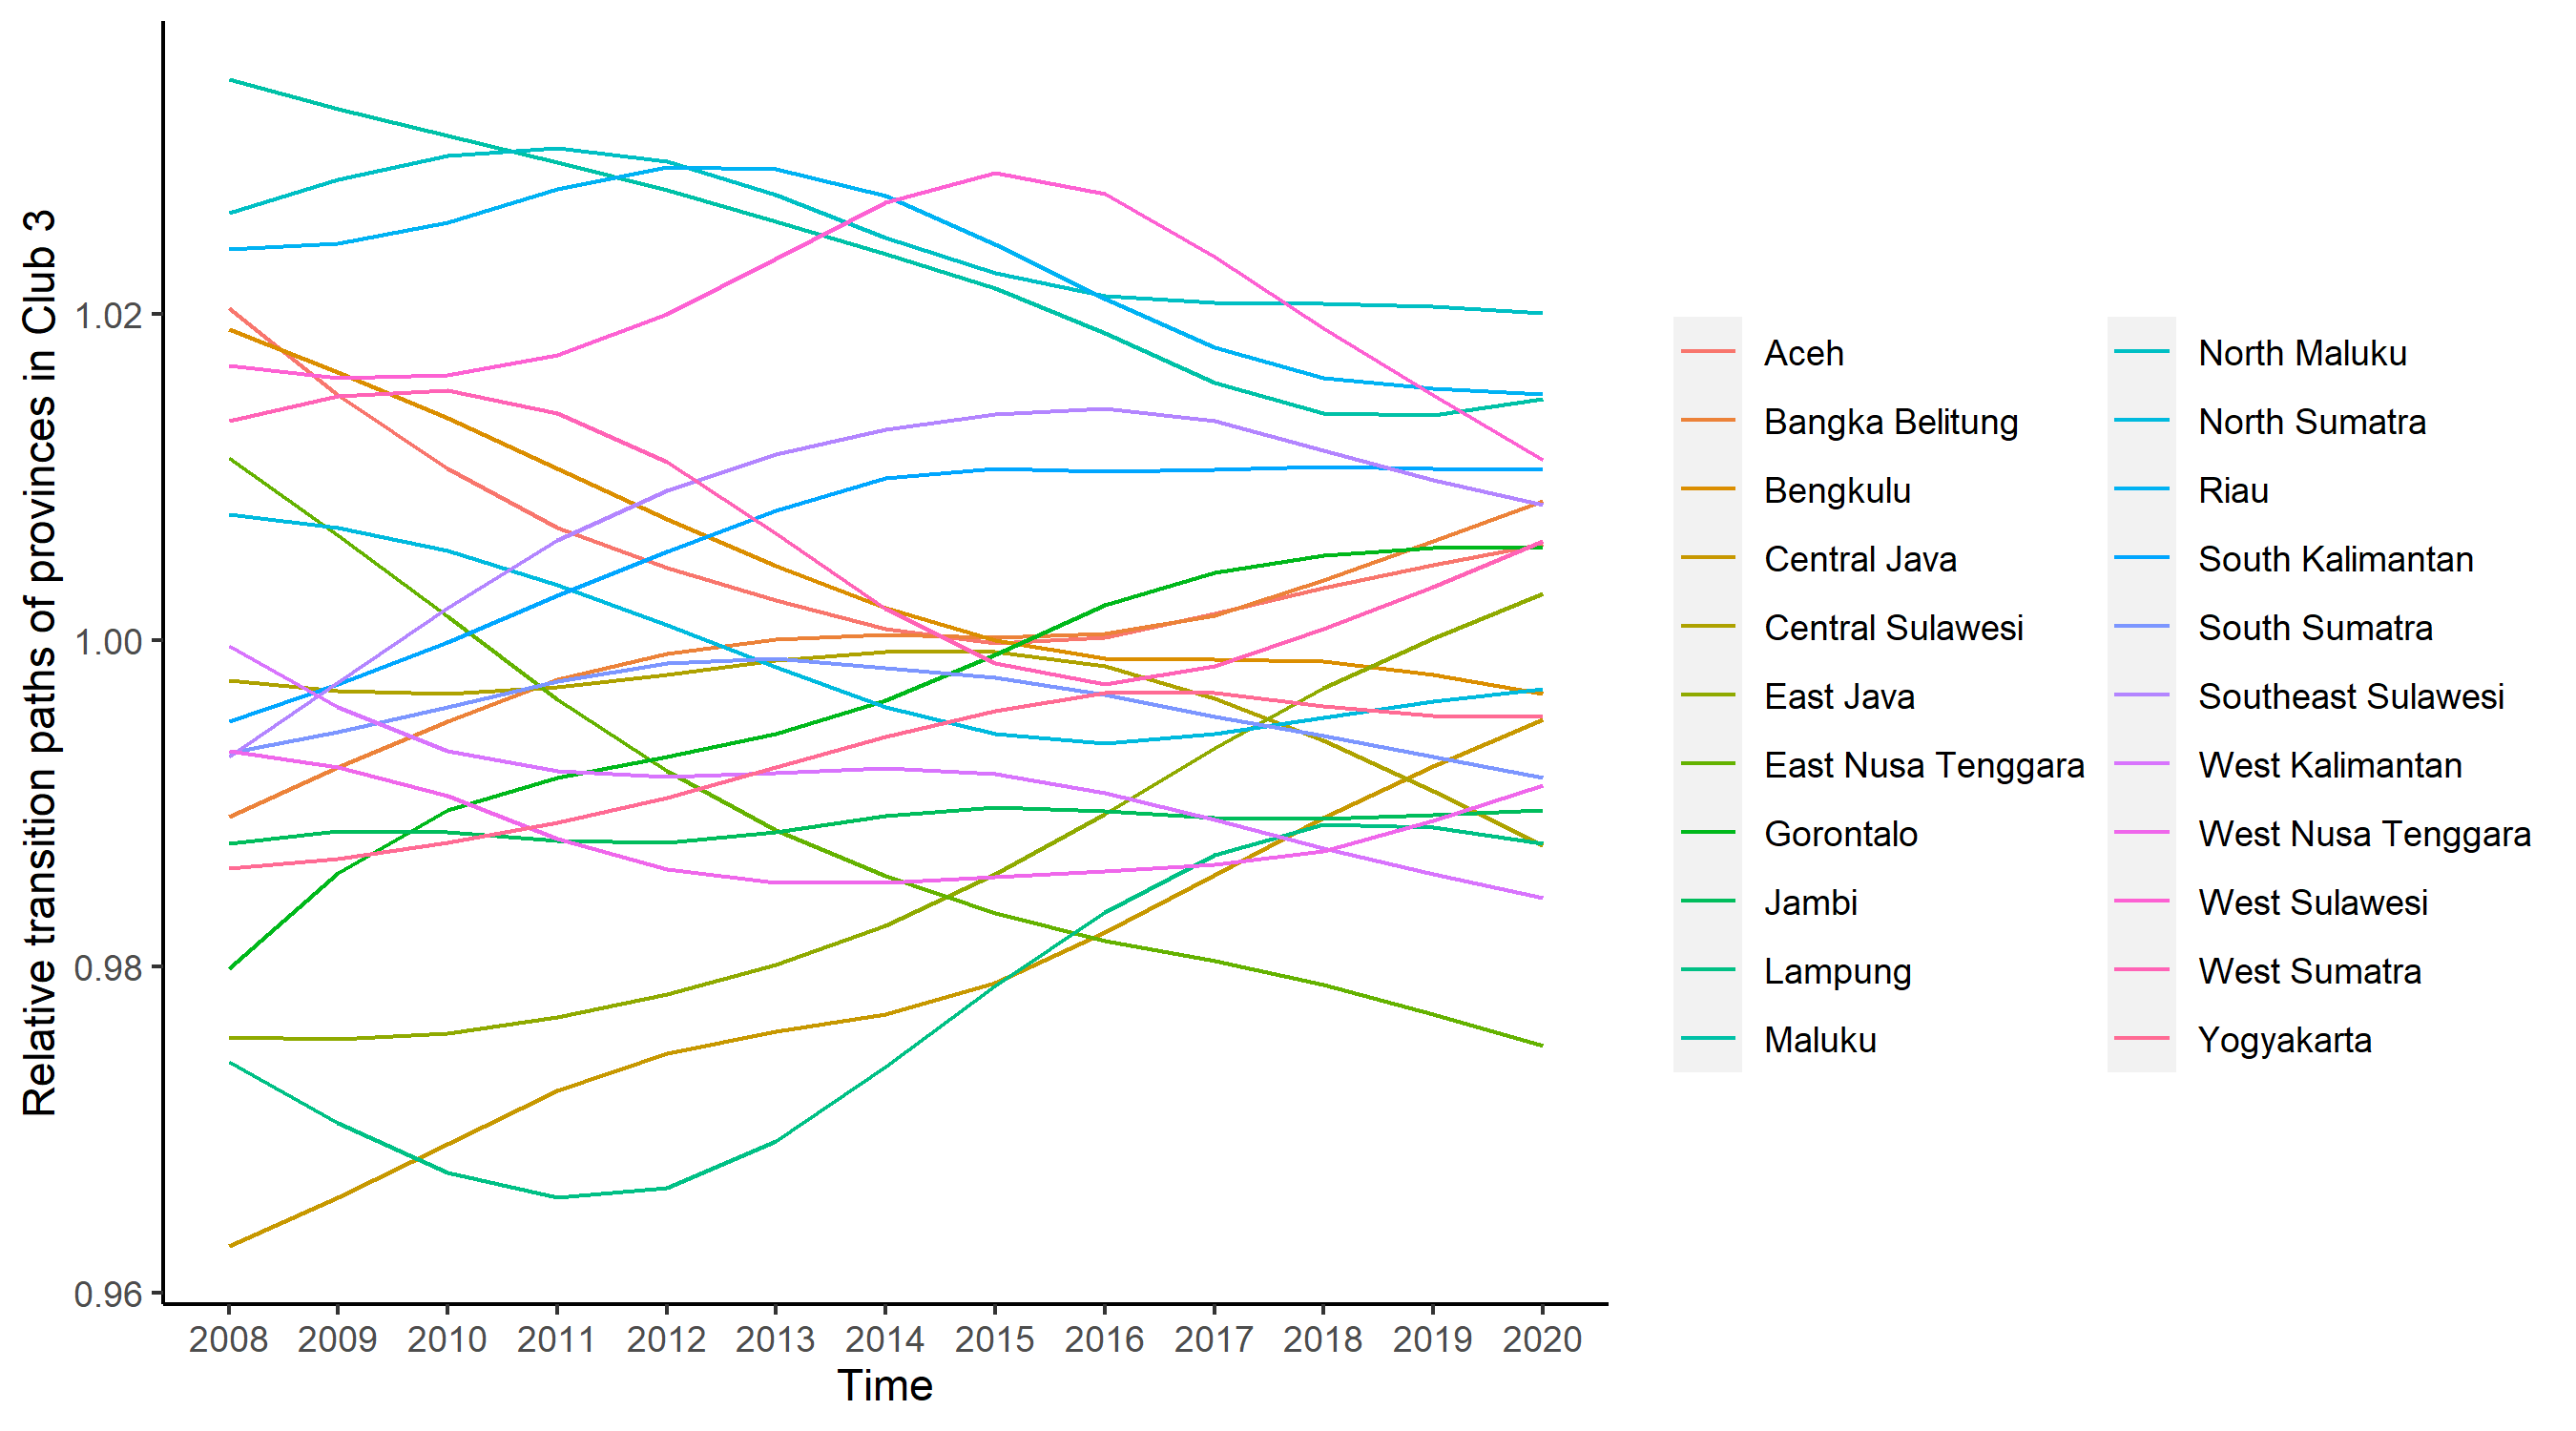 Relative transition paths of provinces in Club 3
1.02
1.00
0.98
0.96
2008 2009 2010 2011 2012 2013 2014 2015 2016 2017 2018 2019 2020
Time
Aceh
Bangka Belitung
Bengkulu
Central Java
Central Sulawesi
East Java
East Nusa Tenggara
Gorontalo
Jambi
Lampung
Maluku
North Maluku
North Sumatra
Riau
South Kalimantan
South Sumatra
Southeast Sulawesi
West Kalimantan
West Nusa Tenggara
West Sulawesi
West Sumatra
Yogyakarta